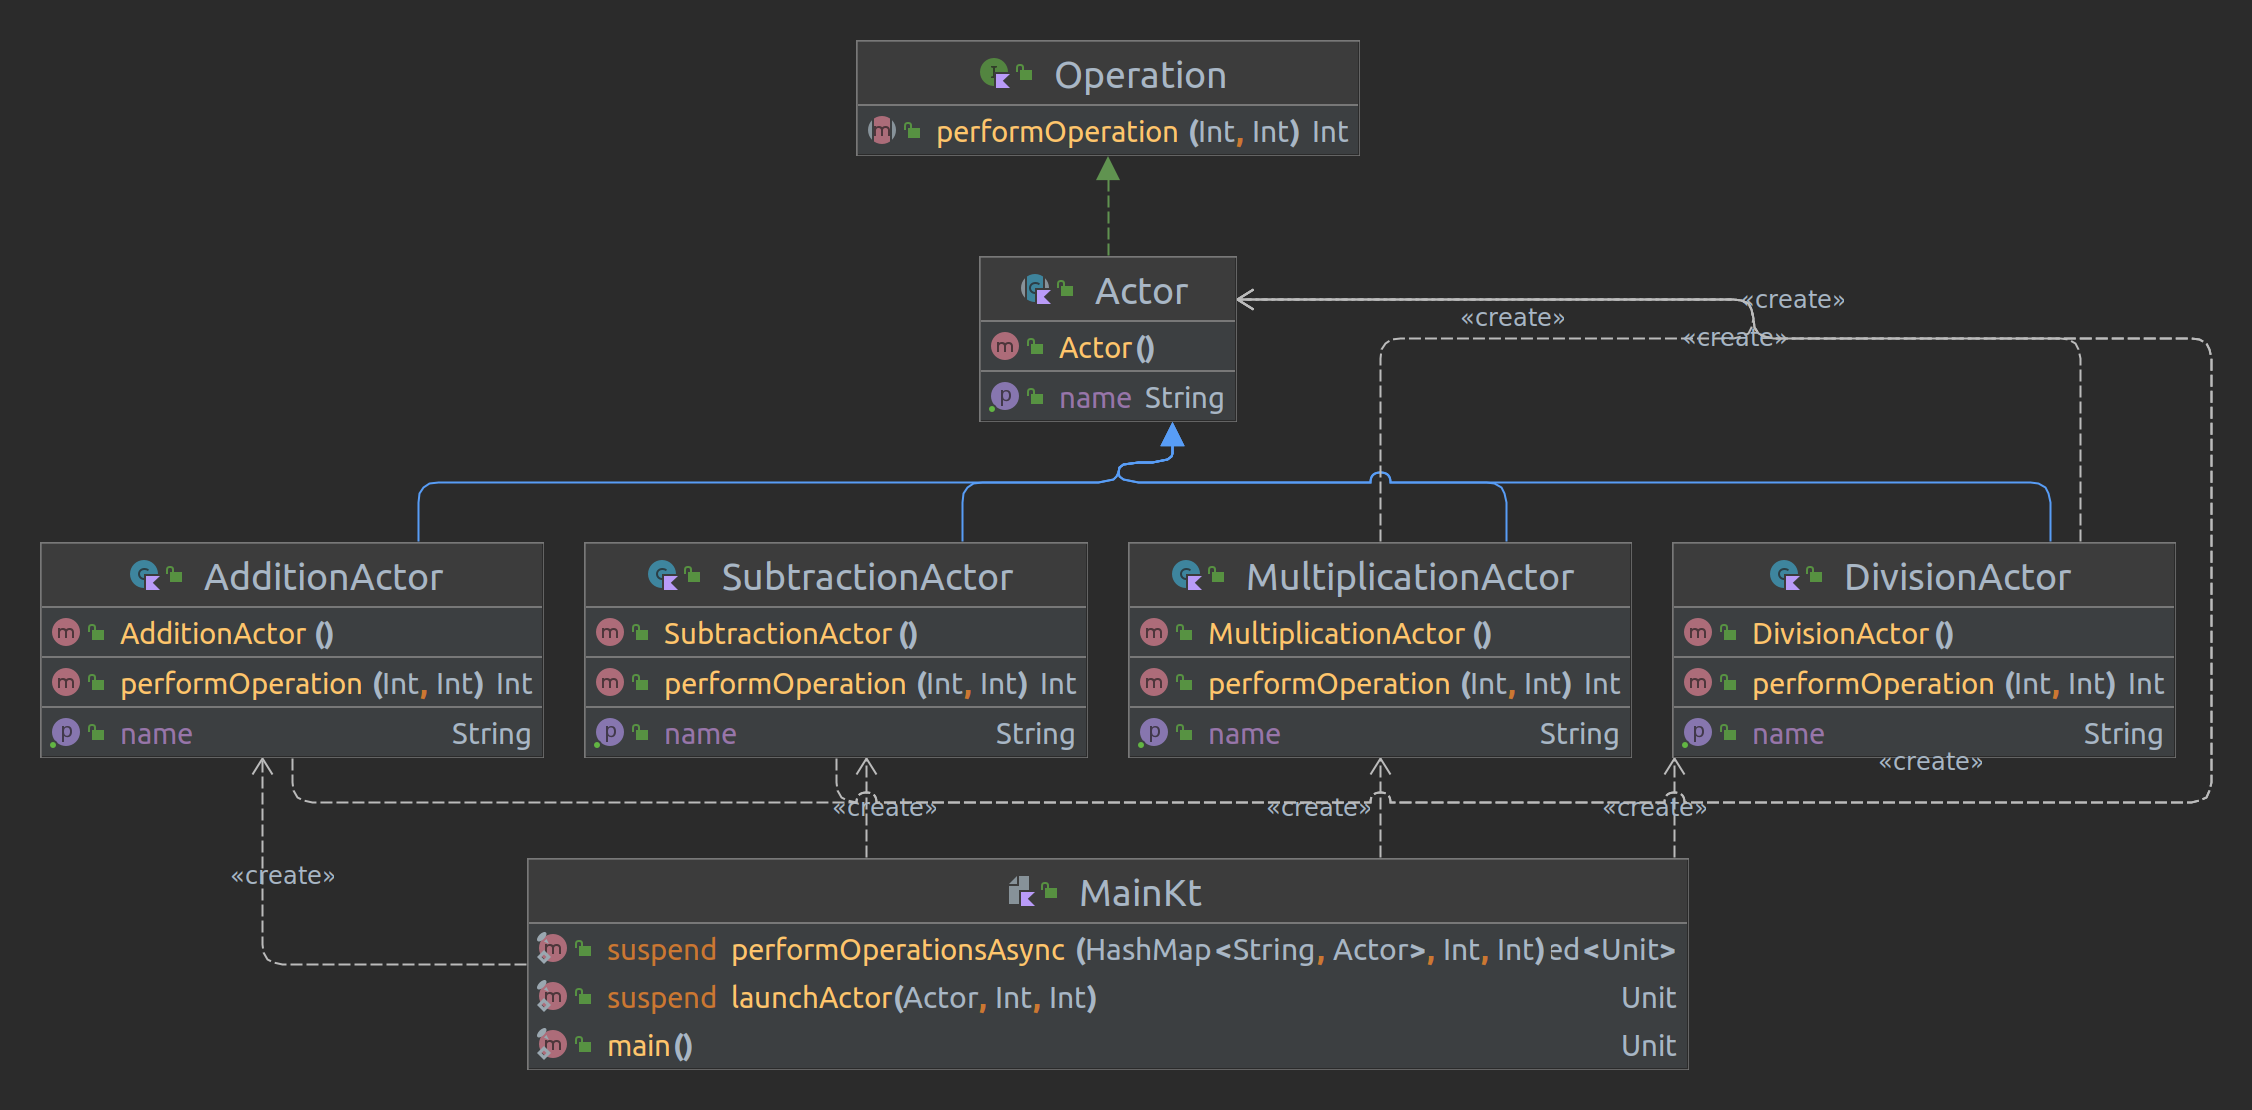 Operation
performOperation (Int, Int) Int
Actor
Actor ()
name String
«create»
«create»
«create»
AdditionActor
AdditionActor ()
performOperation (Int, Int) Int
name String
SubtractionActor
SubtractionActor ()
performOperation (Int, Int) Int
name String
MultiplicationActor
MultiplicationActor ()
performOperation (Int, Int) Int
name String
DivisionActor
DivisionActor ()
performOperation (Int, Int) Int
name String
«create»
«create»
«create»
«create»
«create»
MainKt
suspend performOperationsAsync (HashMap<String, Actor>, Int, Int) ed<Unit>
suspend launchActor(Actor, Int, Int) Unit
main() Unit